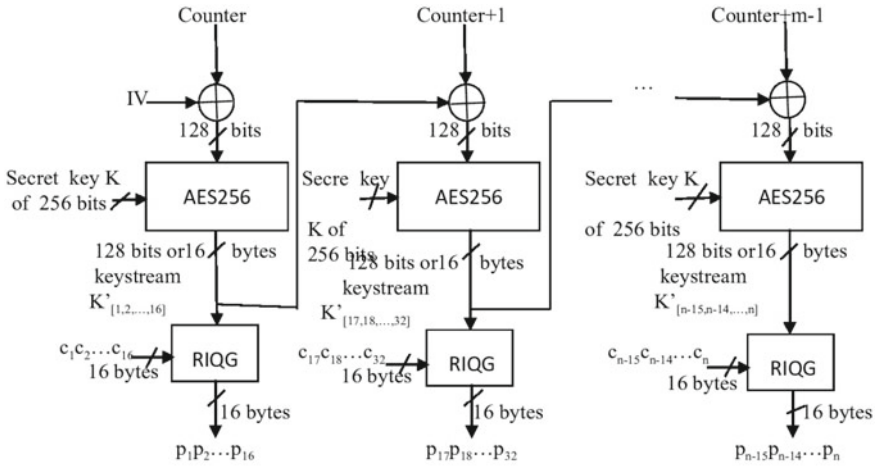 Counter
Counter+1
Counter+m-1
IV
...
128 bits
128 bits
128 bits
Secret key K
of 256 bits
AES256
Secre key
K of
256 bits
AES256
Secret key K
of 256 bits
AES256
128 bits or16 bytes
keystream
K'[1,2,...,16]
128 bits or16 bytes
keystream
K'[17,18,...,32]
128 bits or16 bytes
keystream
K'[n-15,n-14,...,n]
c1c2...c16
16 bytes
RIQG
c17c18...c32
16 bytes
RIQG
cn-15cn-14...cn
16 bytes
RIQG
16 bytes
16 bytes
16 bytes
p1p2...p16
p17p18...p32
pn-15pn-14...pn